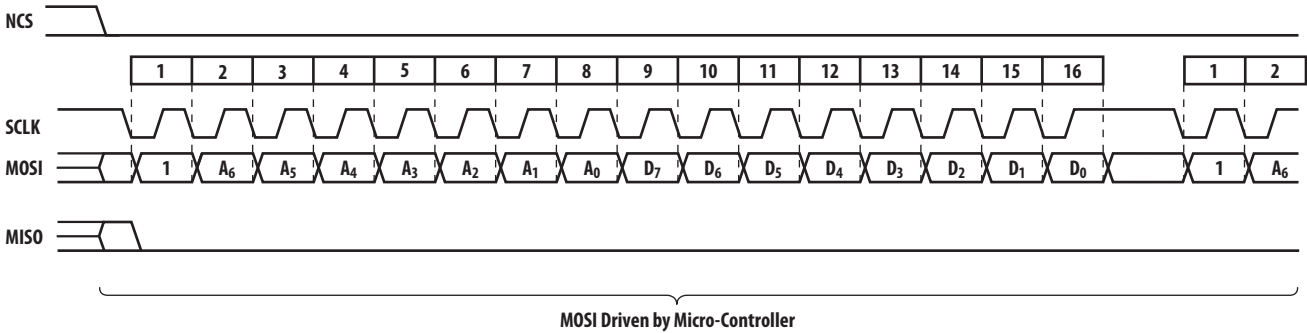 NCS
1 2 3 4 5 6 7 8 9 10 11 12 13 14 15 16 1 2
SCLK
MOSI 1 A6 A5 A4 A3 A2 A1 A0 D7 D6 D5 D4 D3 D2 D1 D0 1 A6
MISO
MOSI Driven by Micro-Controller